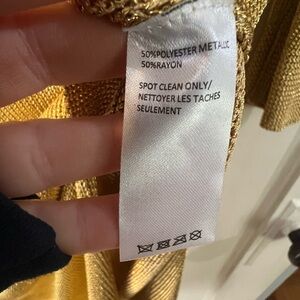 50%POLYESTER METALLIC
50%RAYON
SPOT CLEAN ONLY/
NETTOYER LES TACHES
SEULEMENT